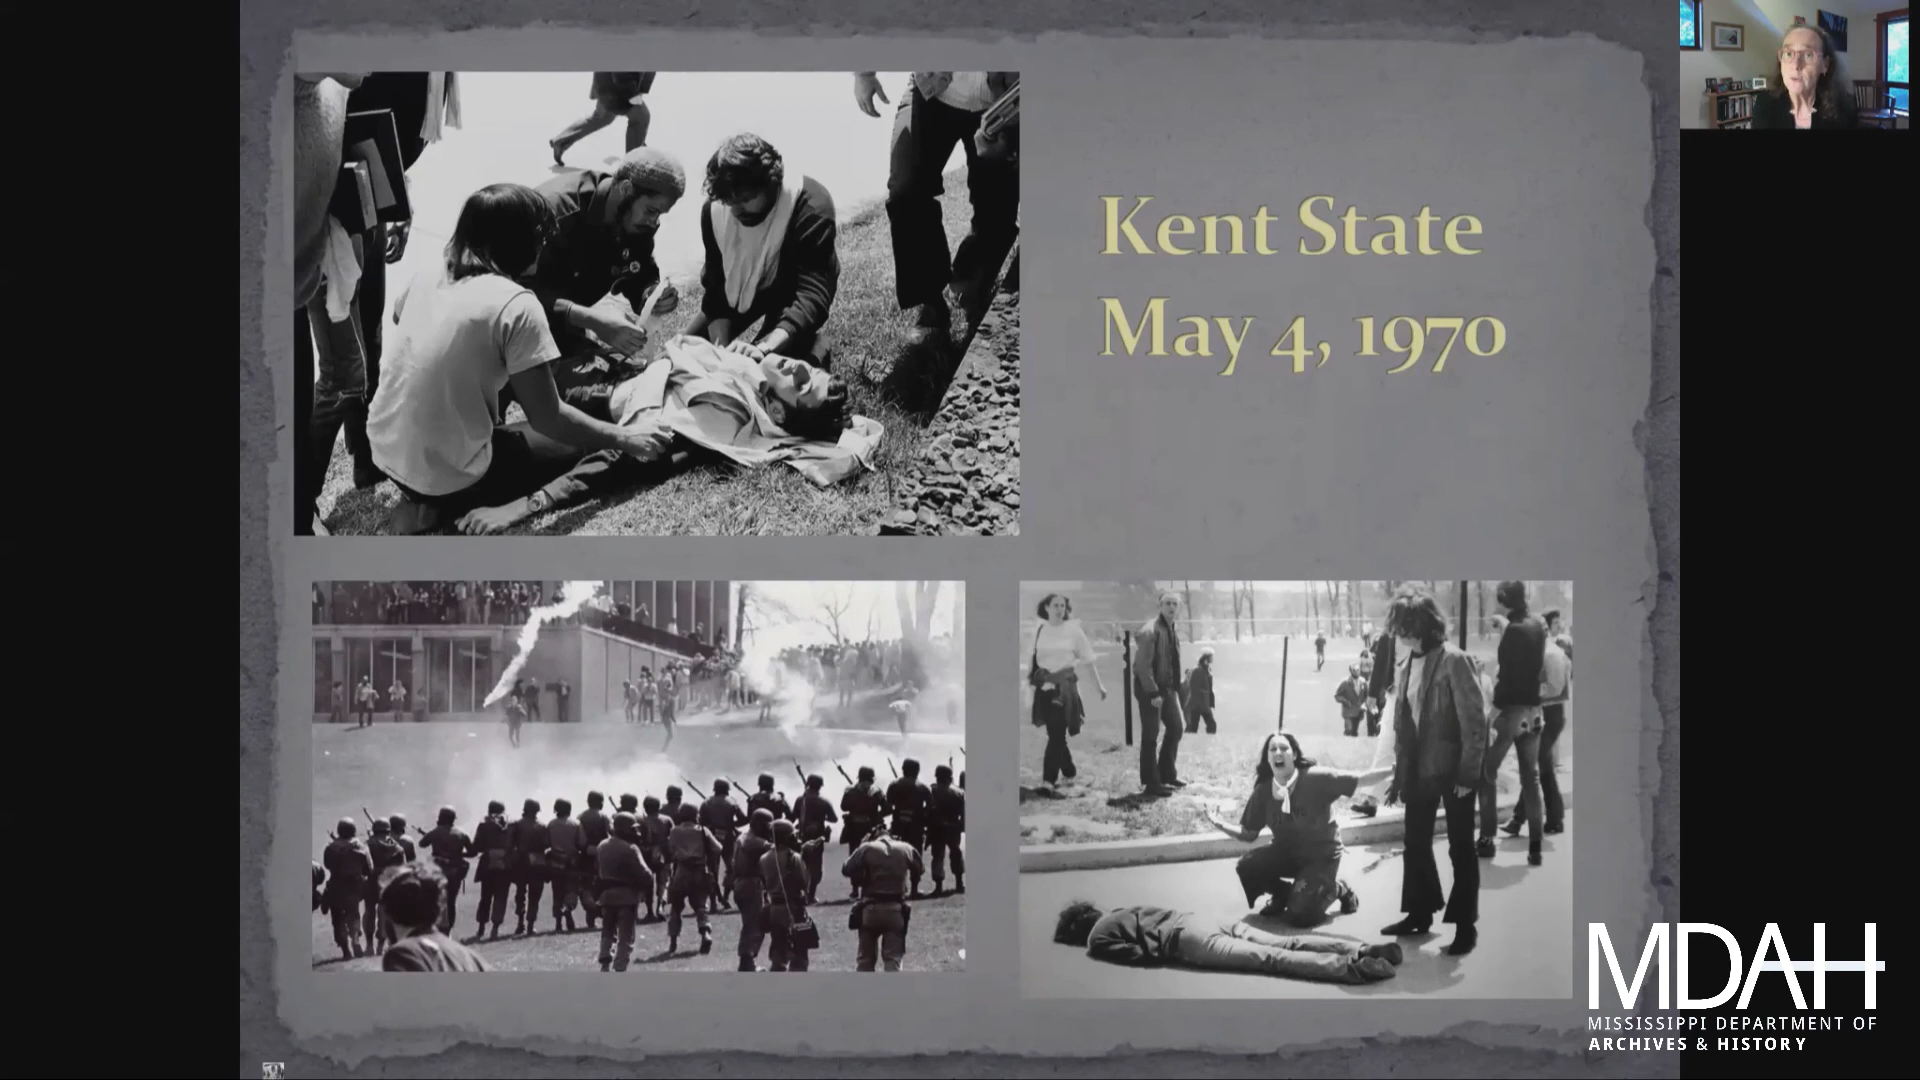 Kent State
May 4, 1970
MDAH
MISSISSIPPI DEPARTMENT OF
ARCHIVES & HISTORY